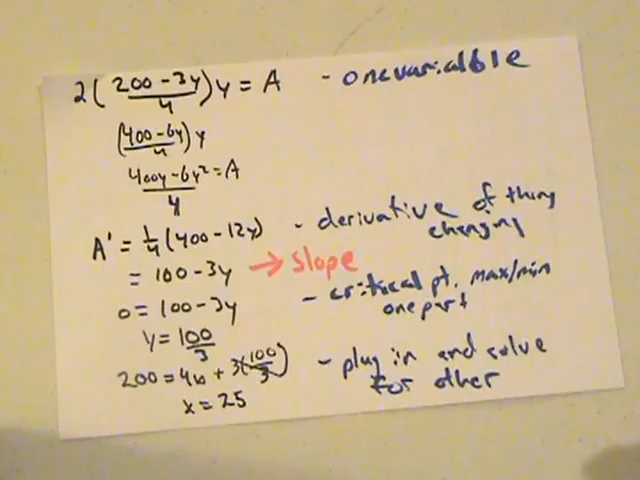 2(200-3y/4)y = A - onevarialble
(400-6y/4)y
400y-6y²/4 = A
A' = 1/4(400-12y) - derivative of thing changing
= 100-3y → Slope
0 = 100-3y - critical pt. max/min one part
y = 100/3
200 = 4x + 3(100/3) - plug in and solve for other
x = 25